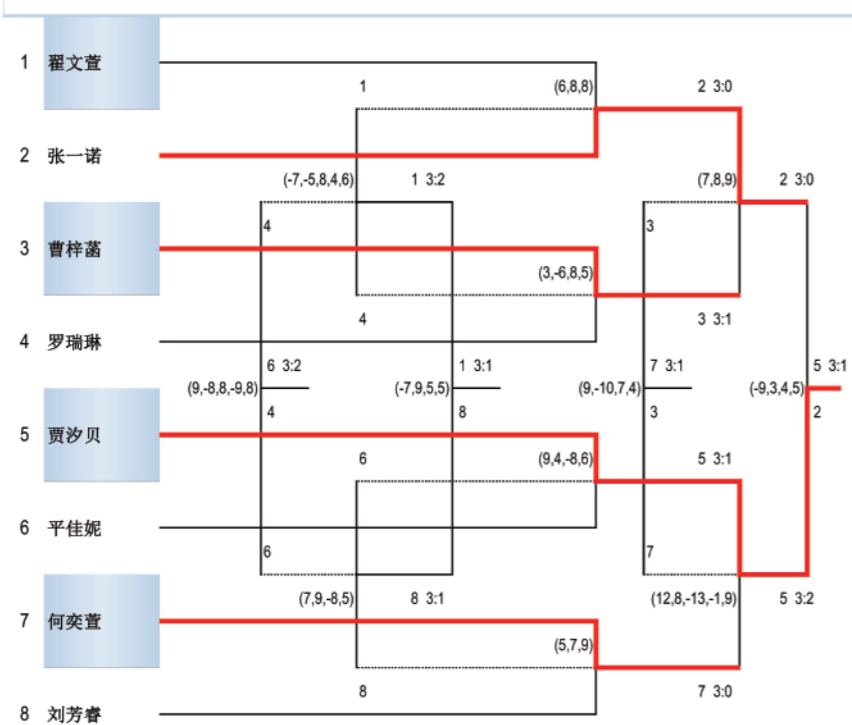 1 翟文萱
1 (6,8,8) 2 3:0
2 张一诺
(-7,-5,8,4,6) 1 3:2 (7,8,9) 2 3:0
4 3
3 曹梓菡
(3,-6,8,5)
4 3 3:1
4 罗瑞琳
6 3:2 1 3:1 7 3:1 5 3:1
(9,-8,8,-9,8) (-7,9,5,5) (9,-10,7,4) (-9,3,4,5)
4 8 3 2
5 贾汐贝
6 (9,4,-8,6) 5 3:1
6 平佳妮
6 7
(7,9,-8,5) 8 3:1 (12,8,-13,-1,9) 5 3:2
7 何奕萱
(5,7,9)
8 7 3:0
8 刘芳睿